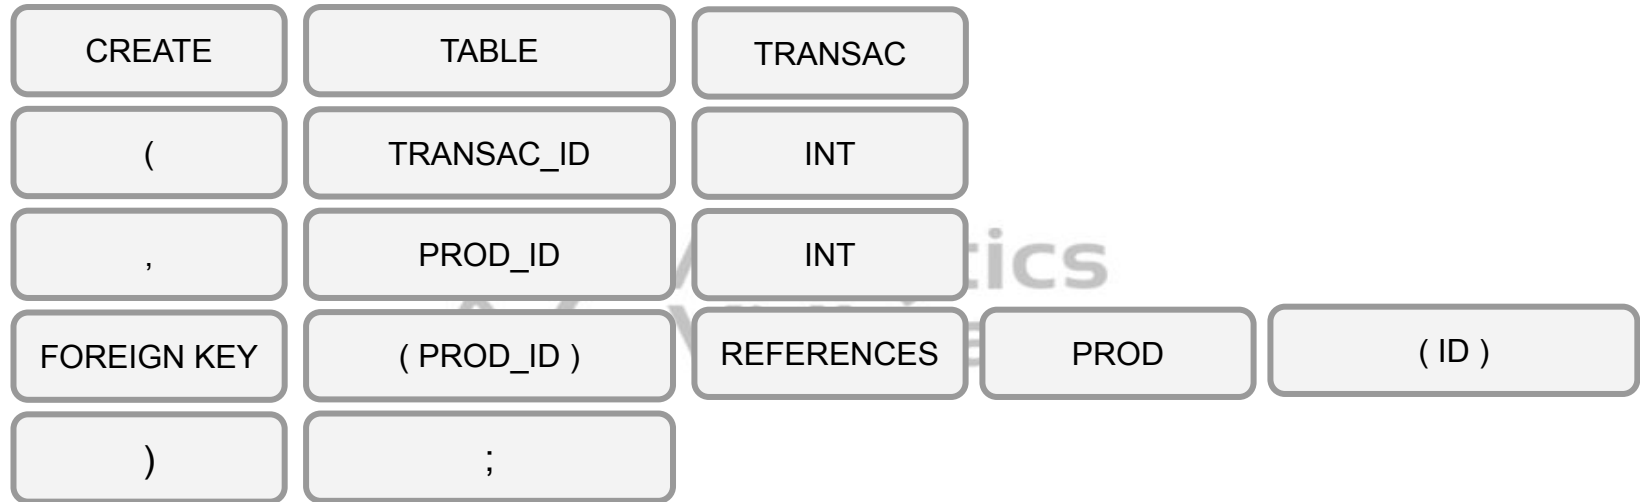 CREATE TABLE TRANSAC
( TRANSAC_ID INT
, PROD_ID INT
FOREIGN KEY ( PROD_ID ) REFERENCES PROD ( ID )
) ;